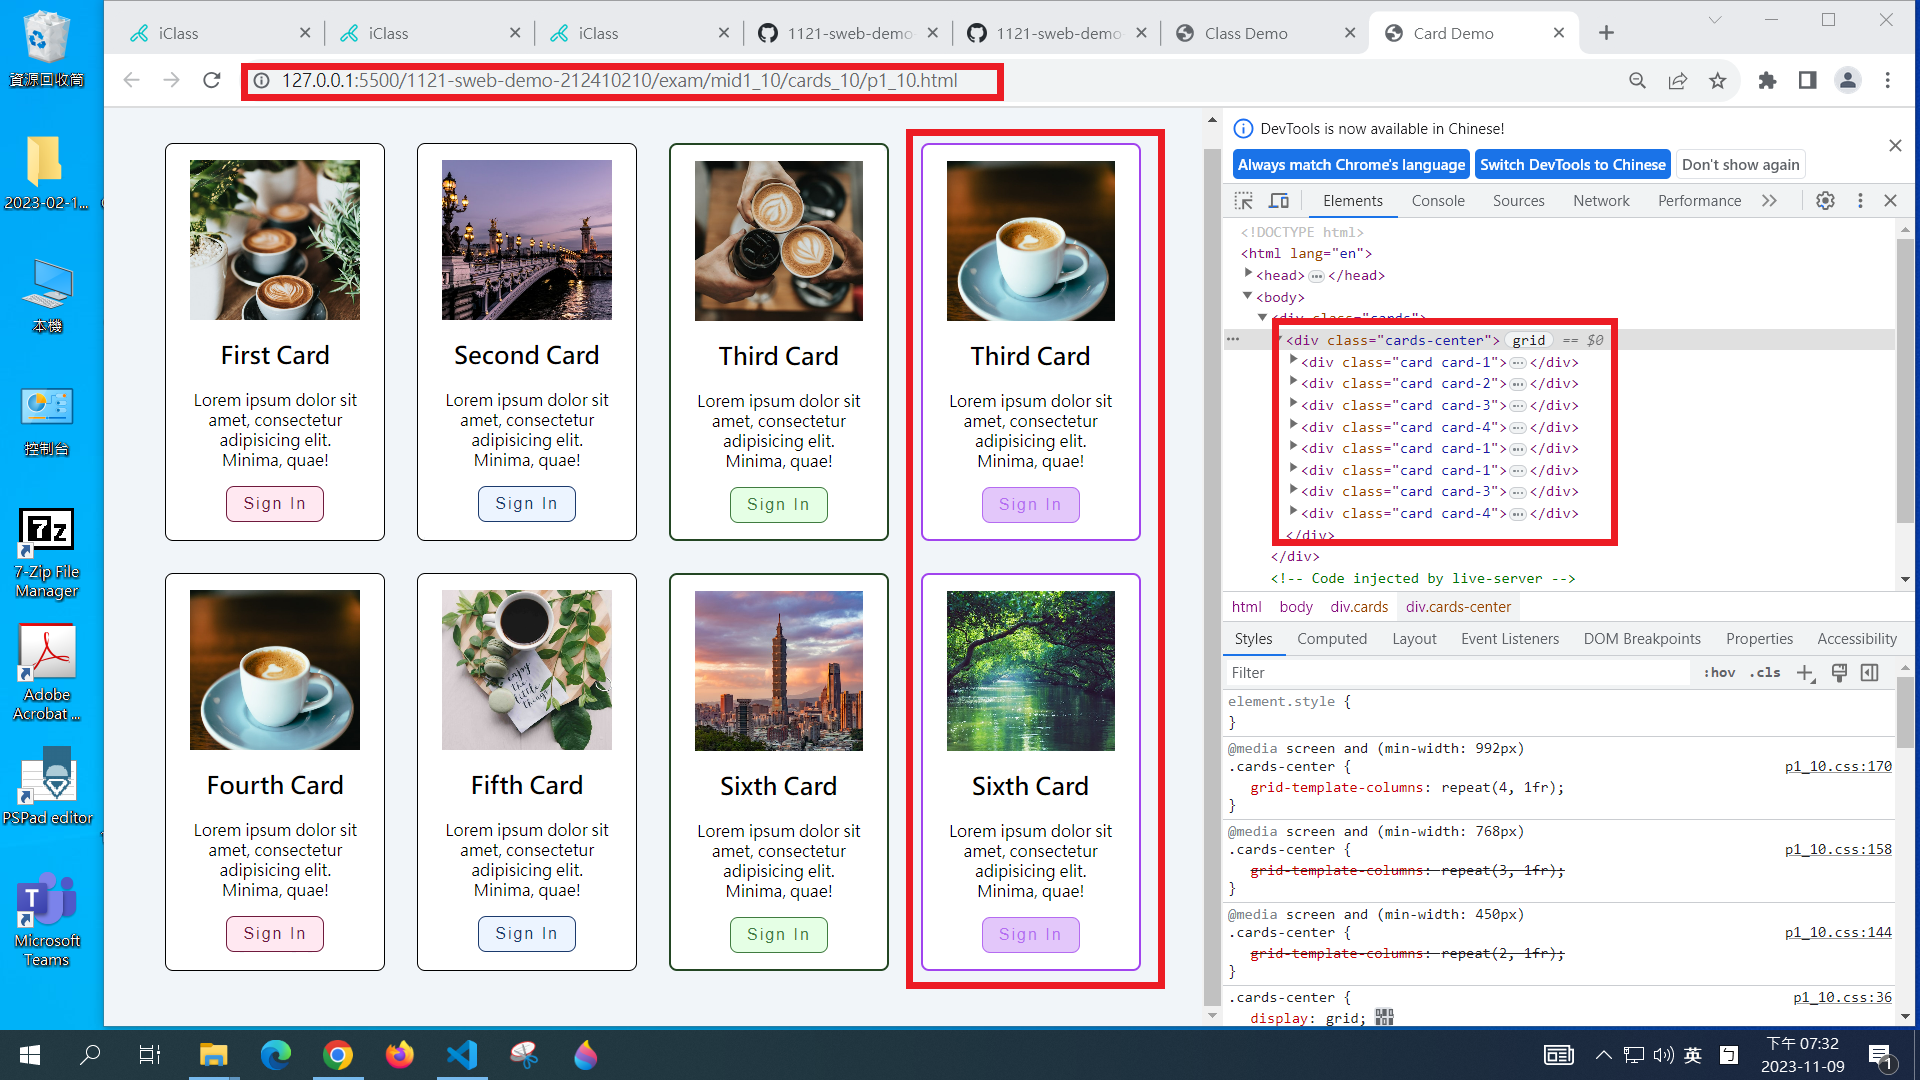 iClass
iClass
iClass
1121-sweb-demo-
1121-sweb-demo-
Class Demo
Card Demo
127.0.0.1:5500/1121-sweb-demo-212410210/exam/mid1_10/cards_10/p1_10.html
資源回收筒
2023-02-1...
本機
控制台
7-Zip File
Manager
Adobe
Acrobat ...
PSPad editor
Microsoft
Teams
First Card
Lorem ipsum dolor sit
amet, consectetur
adipisicing elit.
Minima, quae!
Sign In
Second Card
Lorem ipsum dolor sit
amet, consectetur
adipisicing elit.
Minima, quae!
Sign In
Third Card
Lorem ipsum dolor sit
amet, consectetur
adipisicing elit.
Minima, quae!
Sign In
Third Card
Lorem ipsum dolor sit
amet, consectetur
adipisicing elit.
Minima, quae!
Sign In
enjoy
the
little
things
Fourth Card
Lorem ipsum dolor sit
amet, consectetur
adipisicing elit.
Minima, quae!
Sign In
Fifth Card
Lorem ipsum dolor sit
amet, consectetur
adipisicing elit.
Minima, quae!
Sign In
Sixth Card
Lorem ipsum dolor sit
amet, consectetur
adipisicing elit.
Minima, quae!
Sign In
Sixth Card
Lorem ipsum dolor sit
amet, consectetur
adipisicing elit.
Minima, quae!
Sign In
DevTools is now available in Chinese!
Always match Chrome's language
Switch DevTools to Chinese
Don't show again
Elements
Console
Sources
Network
Performance
<!DOCTYPE html>
<html lang="en">
<head>…</head>
<body>
<div class="cards">
<div class="cards-center"> grid == $0
<div class="card card-1">…</div>
<div class="card card-2">…</div>
<div class="card card-3">…</div>
<div class="card card-4">…</div>
<div class="card card-1">…</div>
<div class="card card-1">…</div>
<div class="card card-3">…</div>
<div class="card card-4">…</div>
</div>
</div>
<!-- Code injected by live-server -->
html body div.cards div.cards-center
Styles
Computed
Layout
Event Listeners
DOM Breakpoints
Properties
Accessibility
Filter
:hov .cls
element.style {
}
@media screen and (min-width: 992px)
.cards-center { p1_10.css:170
grid-template-columns: repeat(4, 1fr);
}
@media screen and (min-width: 768px)
.cards-center { p1_10.css:158
grid-template-columns: repeat(3, 1fr);
}
@media screen and (min-width: 450px)
.cards-center { p1_10.css:144
grid-template-columns: repeat(2, 1fr);
}
.cards-center { p1_10.css:36
display: grid;
英
ㄅ
下午 07:32
2023-11-09
1